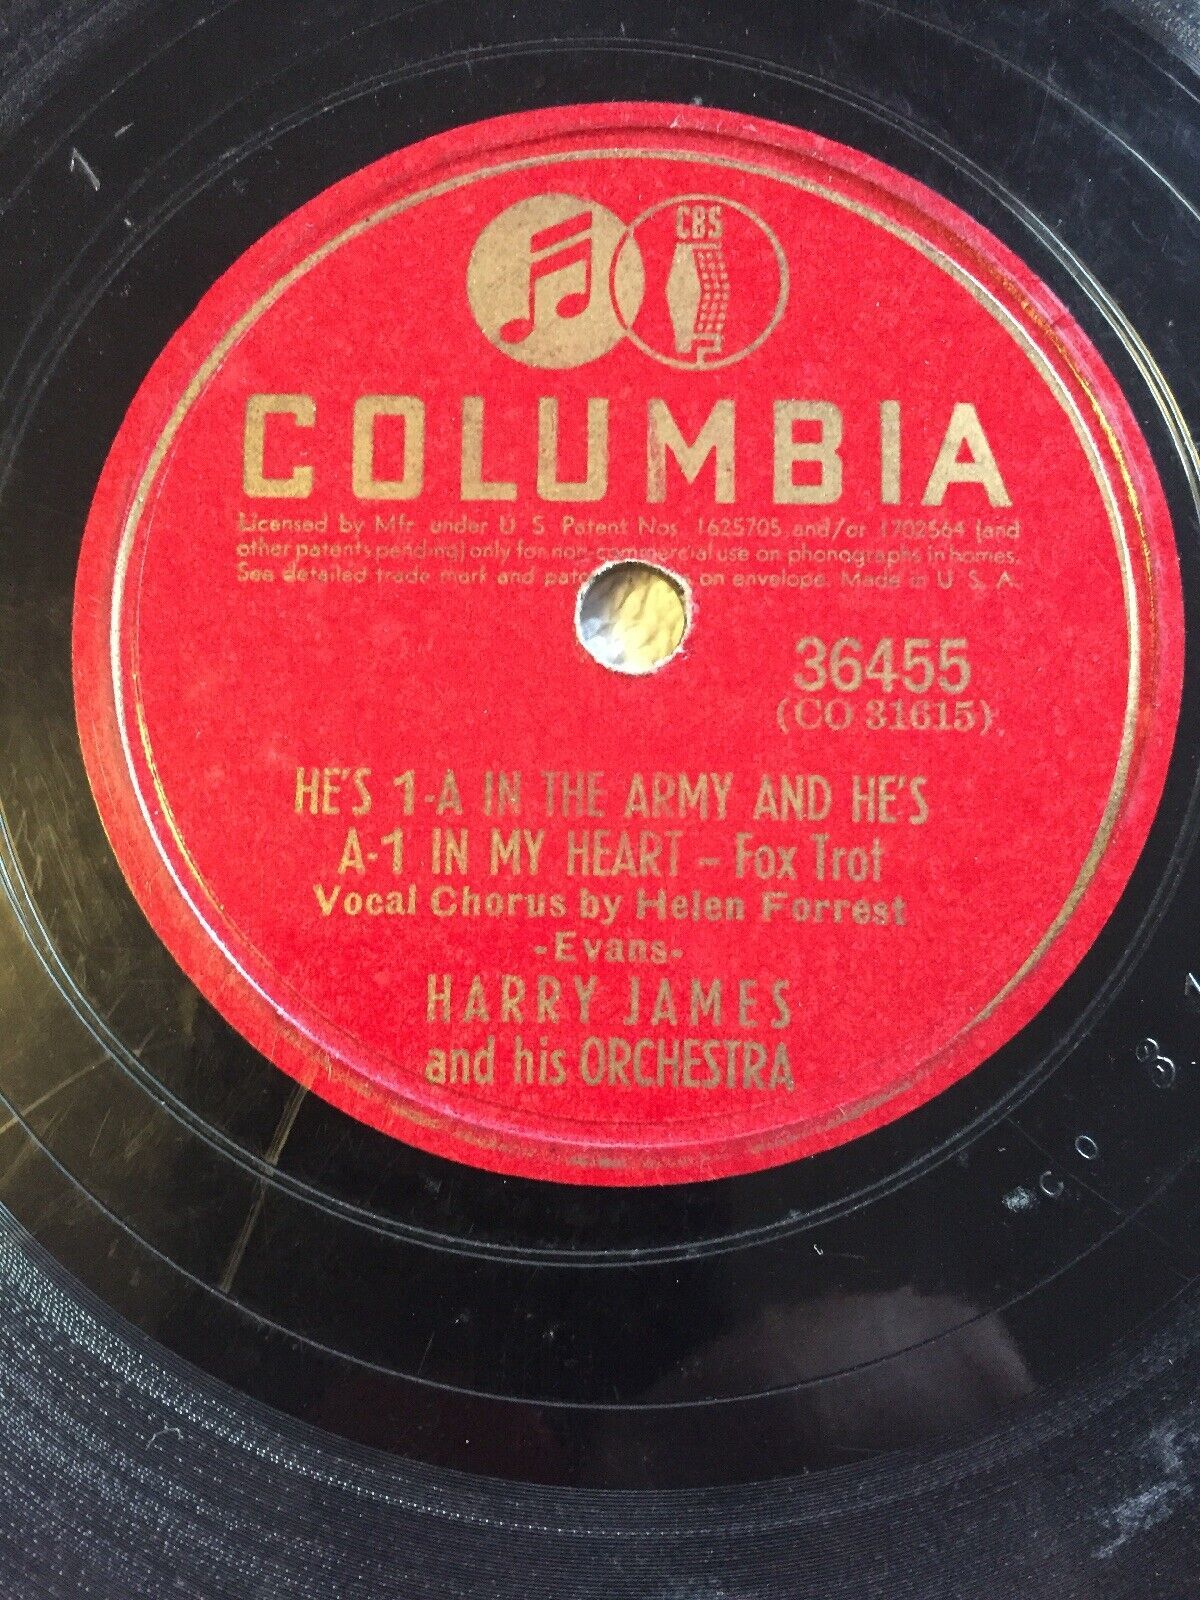 CBS
COLUMBIA
Licensed by Mfr. under U S Patent Nos. 1625705 and/or 1702564 (and
other patents pending) only for non-commercial use on phonographs in homes.
See detailed trade mark and on envelope. Made in U S A.
36455
(CO 31615)
HE'S 1-A IN THE ARMY AND HE'S
A-1 IN MY HEART – Fox Trot
Vocal Chorus by Helen Forrest
-Evans-
HARRY JAMES
and his ORCHESTRA
1